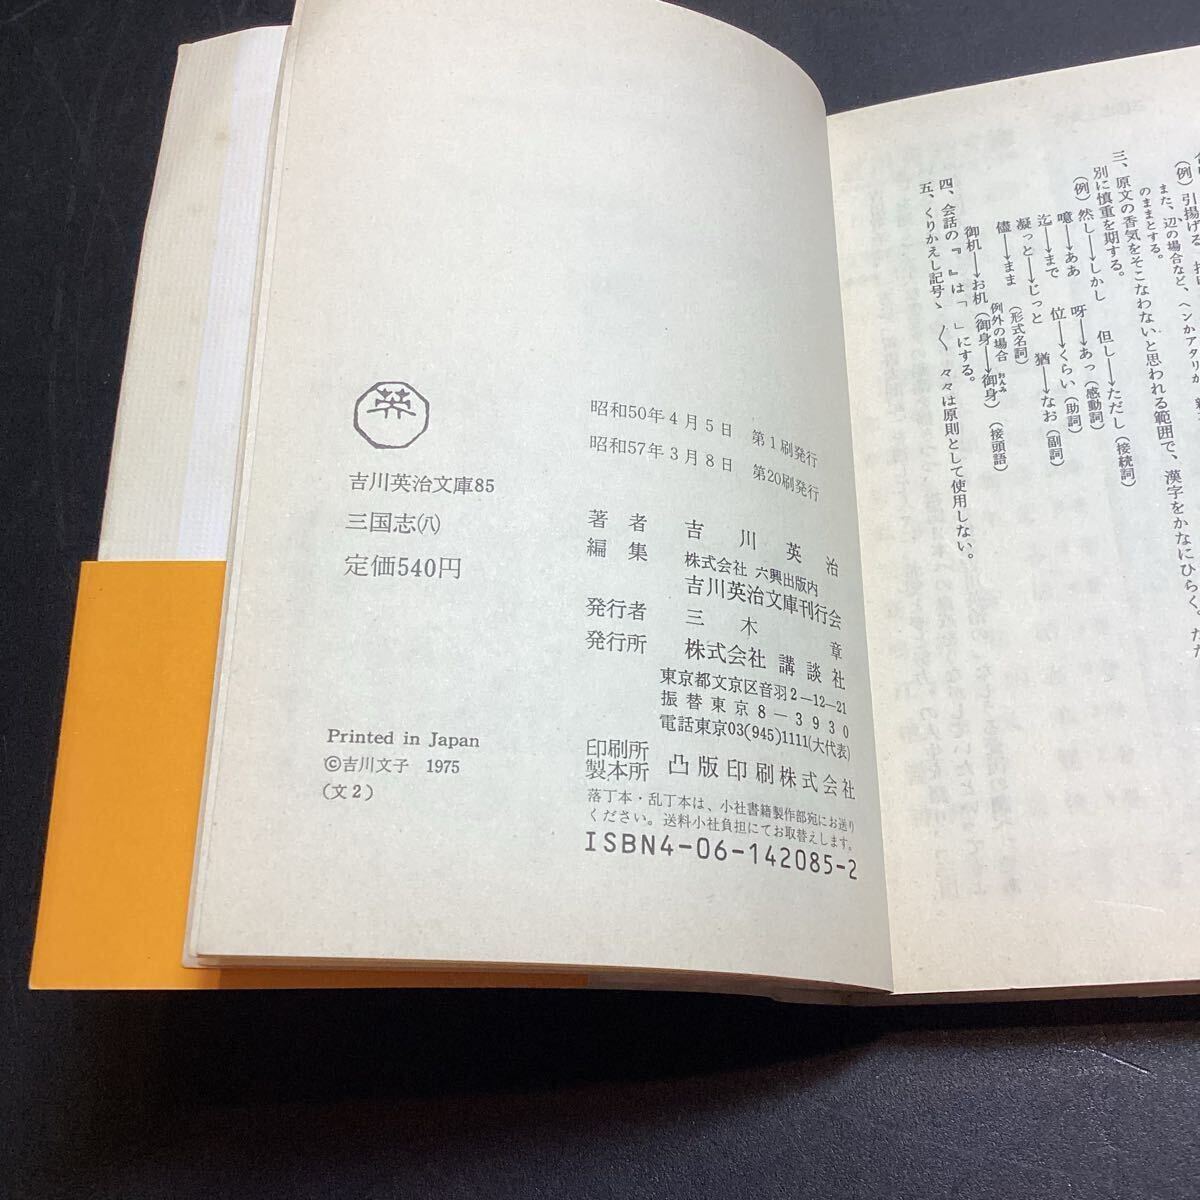 英
吉川英治文庫85
三国志(八)
定価540円
Printed in Japan
©吉川文子 1975
(文2)
昭和50年4月5日 第1刷発行
昭和57年3月8日 第20刷発行
著者 吉川英治
編集 株式会社 六興出版内
吉川英治文庫刊行会
発行者 三木章
発行所 株式会社 講談社
東京都文京区音羽2-12-21
振替東京8-3930
電話東京03(945)1111(大代表)
印刷所
製本所 凸版印刷株式会社
落丁本・乱丁本は、小社書籍製作部宛にお送り
ください。送料小社負担にてお取替えします。
ISBN4-06-142085-2
(例)引揚げる
また、辺の場合など、ヘンかアタリか
のままとする。
三、原文の香気をそこなわないと思われる範囲で、漢字をかなにひらく。ただ
別に慎重を期する。
(例)然し→しかし 但し→ただし(接続詞)
噫→ああ 呀→あっ(感動詞)
迄→まで 位→くらい(助詞)
凝っと→じっと 猶→なお(副詞)
儘→まま(形式名詞)
例外の場合
御机→お机(御身→御身おんみ)(接頭語)
四、会話の『 』は「 」にする。
五、くりかえし記号ゝ 〱 々々は原則として使用しない。